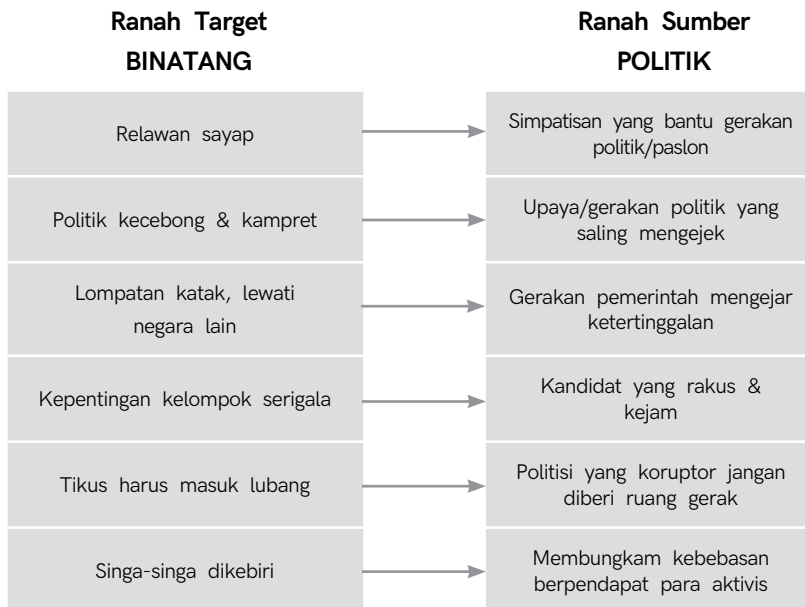 Ranah Target
BINATANG
Ranah Sumber
POLITIK
Relawan sayap
Simpatisan yang bantu gerakan
politik/paslon
Politik kecebong & kampret
Upaya/gerakan politik yang
saling mengejek
Lompatan katak, lewati
negara lain
Gerakan pemerintah mengejar
ketertinggalan
Kepentingan kelompok serigala
Kandidat yang rakus &
kejam
Tikus harus masuk lubang
Politisi yang koruptor jangan
diberi ruang gerak
Singa-singa dikebiri
Membungkam kebebasan
berpendapat para aktivis